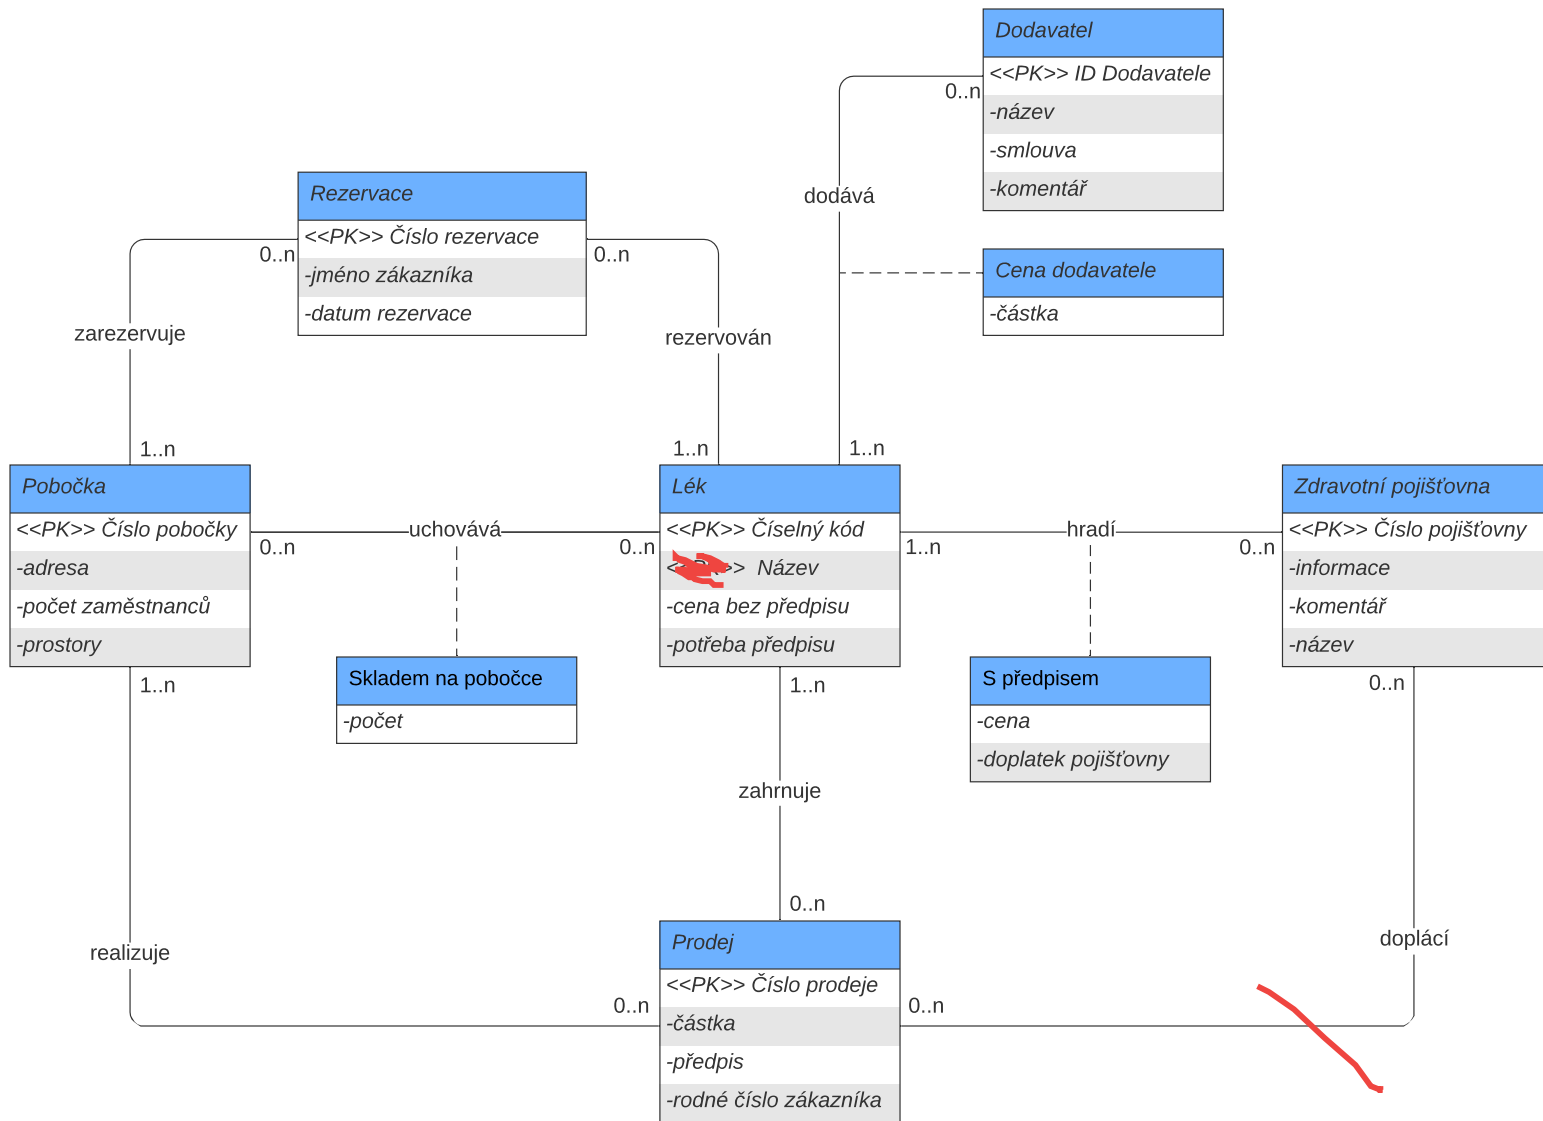 Dodavatel
<<PK>> ID Dodavatele
0..n
-název
-smlouva
-komentář
dodává
Rezervace
<<PK>> Číslo rezervace
0..n
0..n
-jméno zákazníka
-datum rezervace
Cena dodavatele
-částka
zarezervuje
rezervován
1..n
1..n
1..n
Pobočka
<<PK>> Číslo pobočky
-adresa
-počet zaměstnanců
-prostory
uchovává
0..n
0..n
Lék
<<PK>> Číselný kód
Název
-cena bez předpisu
-potřeba předpisu
hradí
1..n
0..n
Zdravotní pojišťovna
<<PK>> Číslo pojišťovny
-informace
-komentář
-název
1..n
Skladem na pobočce
-počet
1..n
S předpisem
-cena
-doplatek pojišťovny
0..n
zahrnuje
0..n
realizuje
doplácí
Prodej
<<PK>> Číslo prodeje
0..n
0..n
-částka
-předpis
-rodné číslo zákazníka